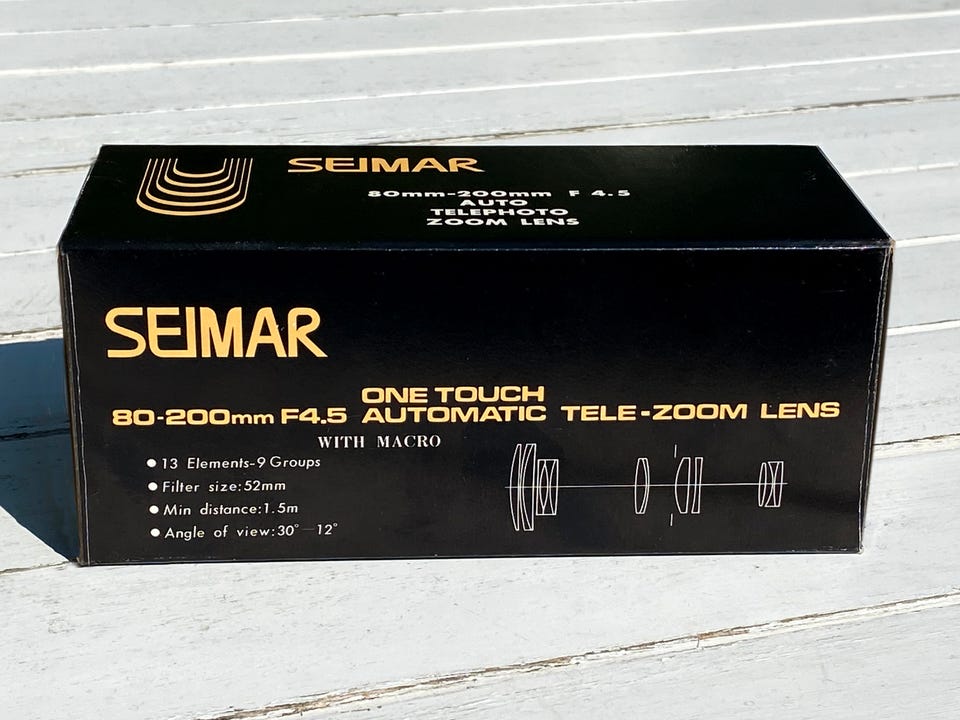 SEIMAR
80mm-200mm F 4.5
AUTO
TELEPHOTO
ZOOM LENS
SEIMAR
ONE TOUCH
80-200mm F4.5 AUTOMATIC TELE-ZOOM LENS
WITH MACRO
● 13 Elements-9 Groups
● Filter size:52mm
● Min distance:1.5m
● Angle of view:30°—12°